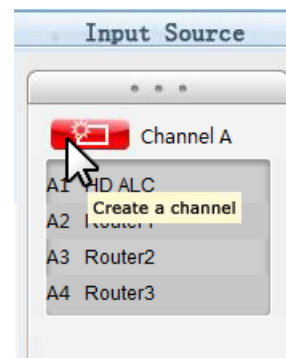 Input Source
Channel A
A1 HD ALC
Create a channel
A2
A3 Router2
A4 Router3